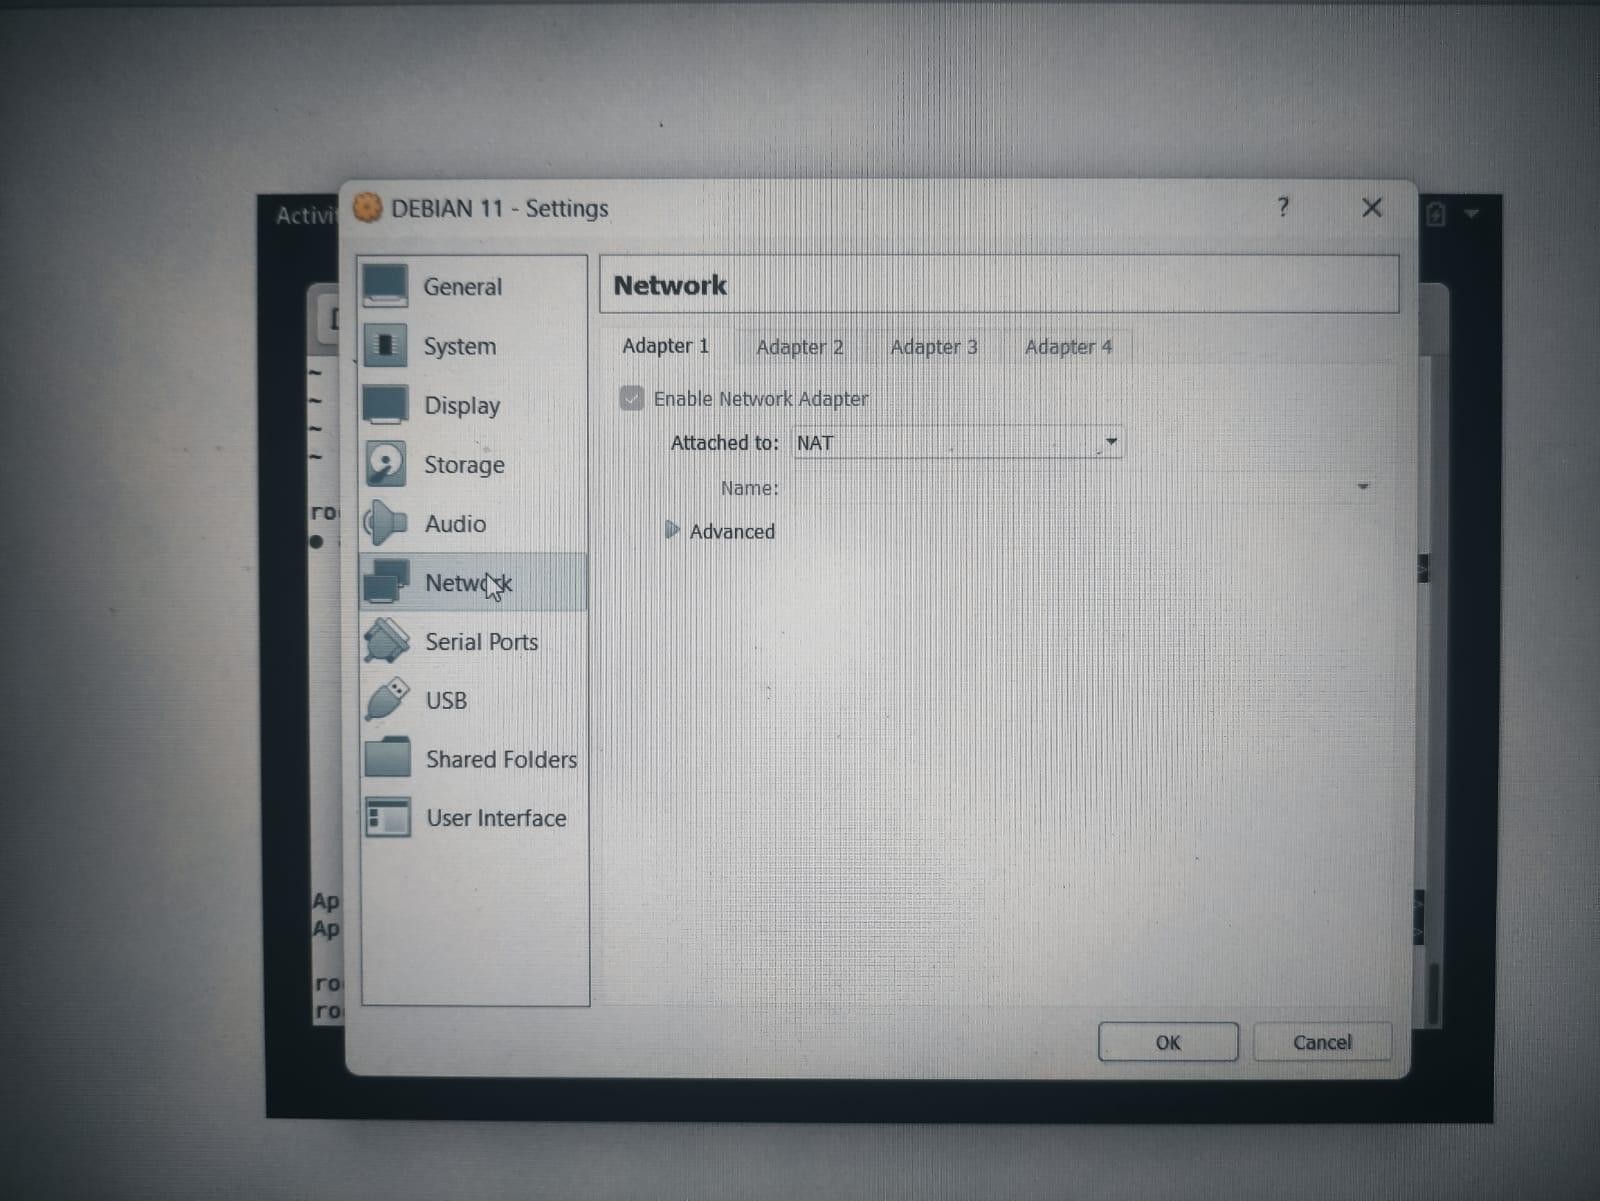 Activi
DEBIAN 11 - Settings
?
General
System
Display
Storage
Audio
Network
Serial Ports
USB
Shared Folders
User Interface
Network
Adapter 1 Adapter 2 Adapter 3 Adapter 4
Enable Network Adapter
Attached to: NAT
Name:
Advanced
~
~
~
~
ro
Ap
Ap
ro
ro
OK Cancel